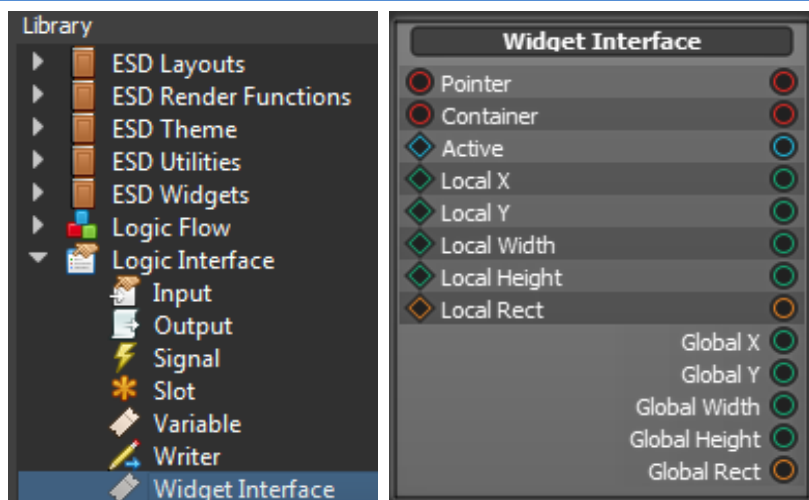 Library
ESD Layouts
ESD Render Functions
ESD Theme
ESD Utilities
ESD Widgets
Logic Flow
Logic Interface
Input
Output
Signal
Slot
Variable
Writer
Widget Interface
Widget Interface
Pointer
Container
Active
Local X
Local Y
Local Width
Local Height
Local Rect
Global X
Global Y
Global Width
Global Height
Global Rect